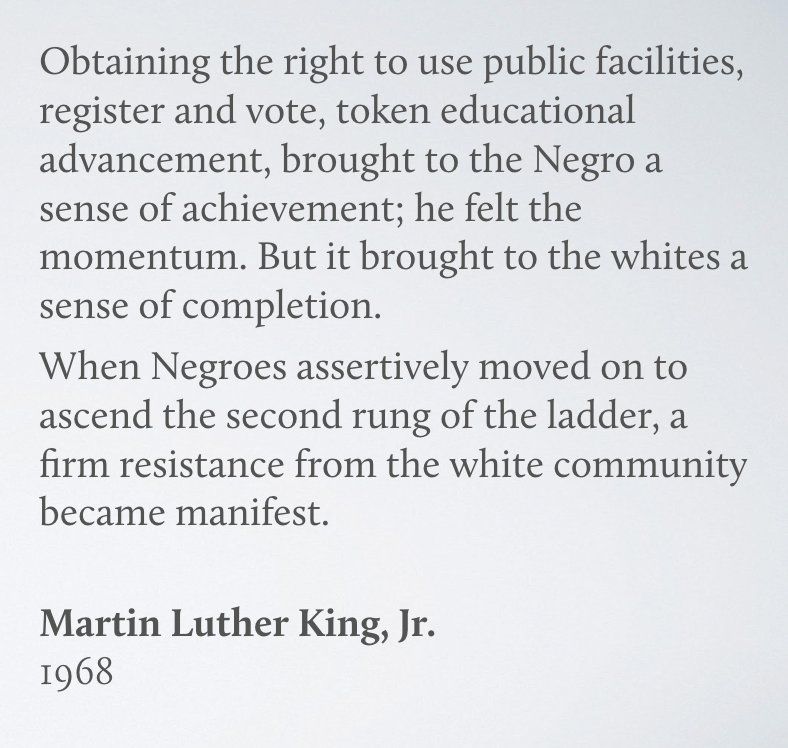 Obtaining the right to use public facilities,
register and vote, token educational
advancement, brought to the Negro a
sense of achievement; he felt the
momentum. But it brought to the whites a
sense of completion.
When Negroes assertively moved on to
ascend the second rung of the ladder, a
firm resistance from the white community
became manifest.
Martin Luther King, Jr.
1968